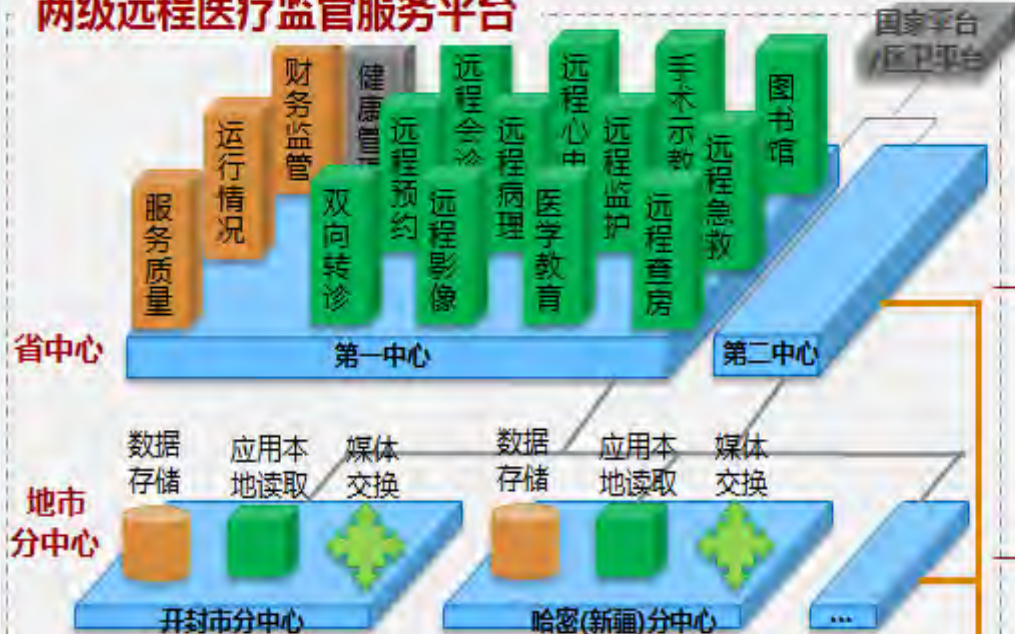 两级远程医疗监管服务平台
国家平台
/区卫平台
财务监管
健康管
远程会诊
远程心
手术示教
图书馆
运行情况
远程预约
远程病理
远程监护
远程急救
服务质量
双向转诊
远程影像
医学教育
远程查房
省中心
第一中心
第二中心
数据
存储
应用本
地读取
媒体
交换
数据
存储
应用本
地读取
媒体
交换
地市
分中心
开封市分中心
哈密(新疆)分中心
...